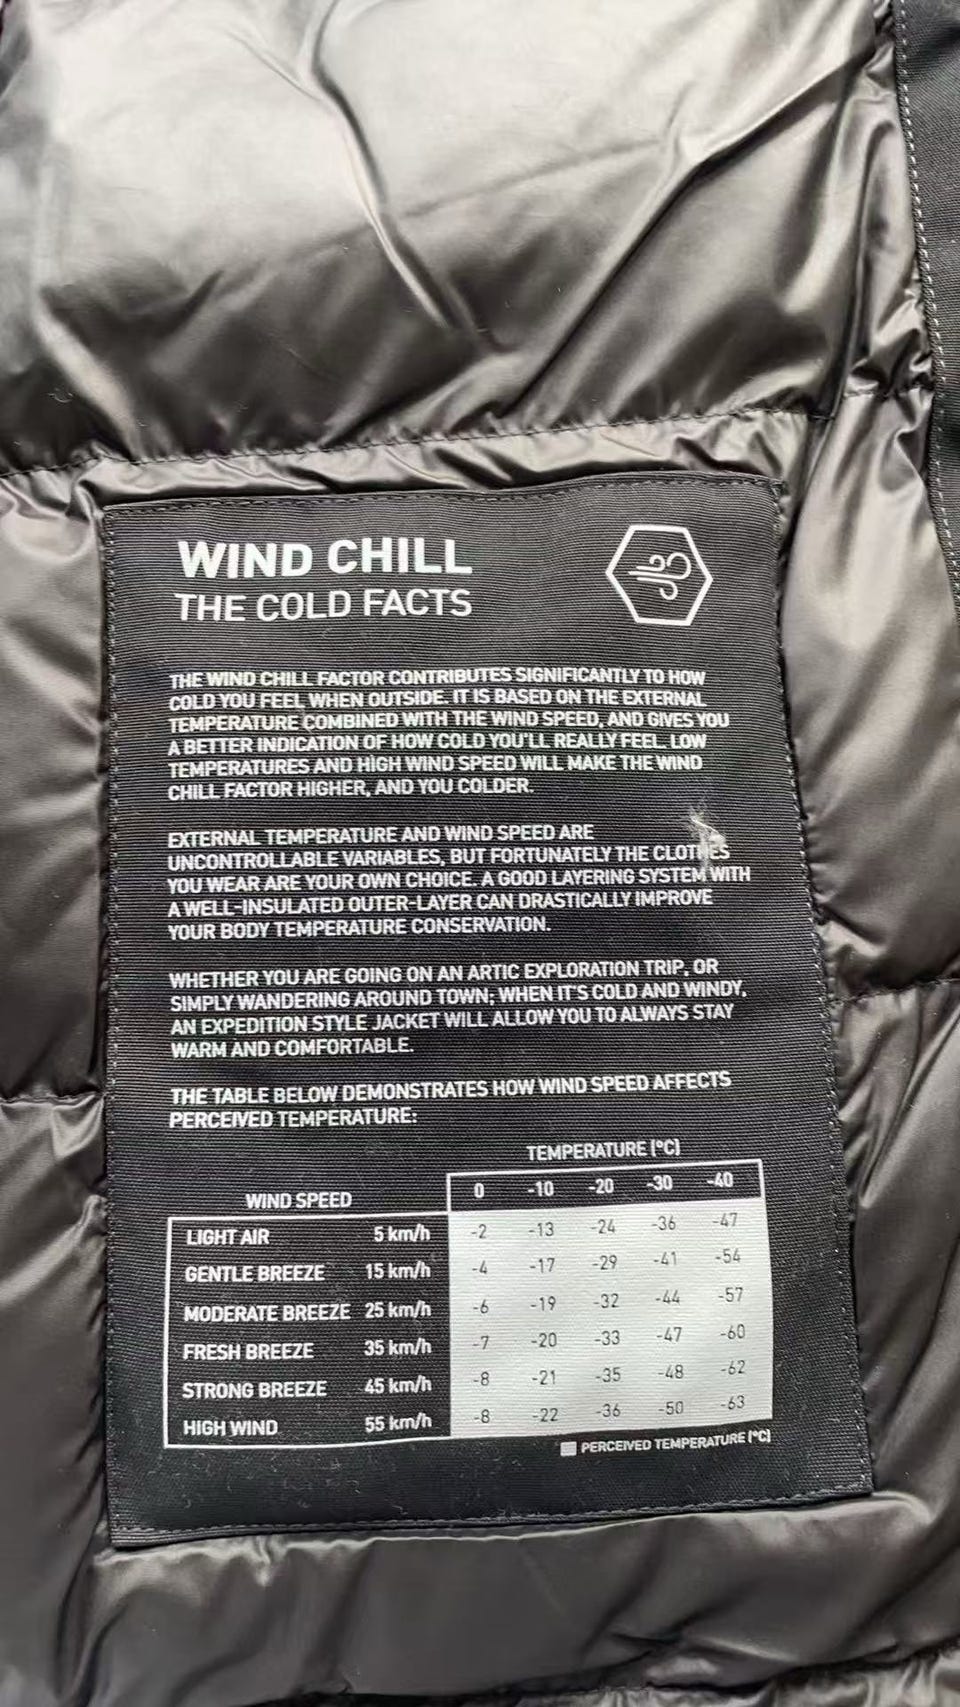 WIND CHILL
THE COLD FACTS
THE WIND CHILL FACTOR CONTRIBUTES SIGNIFICANTLY TO HOW
COLD YOU FEEL WHEN OUTSIDE. IT IS BASED ON THE EXTERNAL
TEMPERATURE COMBINED WITH THE WIND SPEED, AND GIVES YOU
A BETTER INDICATION OF HOW COLD YOU'LL REALLY FEEL. LOW
TEMPERATURES AND HIGH WIND SPEED WILL MAKE THE WIND
CHILL FACTOR HIGHER, AND YOU COLDER.
EXTERNAL TEMPERATURE AND WIND SPEED ARE
UNCONTROLLABLE VARIABLES, BUT FORTUNATELY THE CLOTHES
YOU WEAR ARE YOUR OWN CHOICE. A GOOD LAYERING SYSTEM WITH
A WELL-INSULATED OUTER-LAYER CAN DRASTICALLY IMPROVE
YOUR BODY TEMPERATURE CONSERVATION.
WHETHER YOU ARE GOING ON AN ARTIC EXPLORATION TRIP, OR
SIMPLY WANDERING AROUND TOWN; WHEN IT'S COLD AND WINDY,
AN EXPEDITION STYLE JACKET WILL ALLOW YOU TO ALWAYS STAY
WARM AND COMFORTABLE.
THE TABLE BELOW DEMONSTRATES HOW WIND SPEED AFFECTS
PERCEIVED TEMPERATURE:
TEMPERATURE (°C)
WIND SPEED 0 -10 -20 -30 -40
LIGHT AIR 5 km/h -2 -13 -24 -36 -47
GENTLE BREEZE 15 km/h -4 -17 -29 -41 -54
MODERATE BREEZE 25 km/h -6 -19 -32 -44 -57
FRESH BREEZE 35 km/h -7 -20 -33 -47 -60
STRONG BREEZE 45 km/h -8 -21 -35 -48 -62
HIGH WIND 55 km/h -8 -22 -36 -50 -63
PERCEIVED TEMPERATURE (°C)